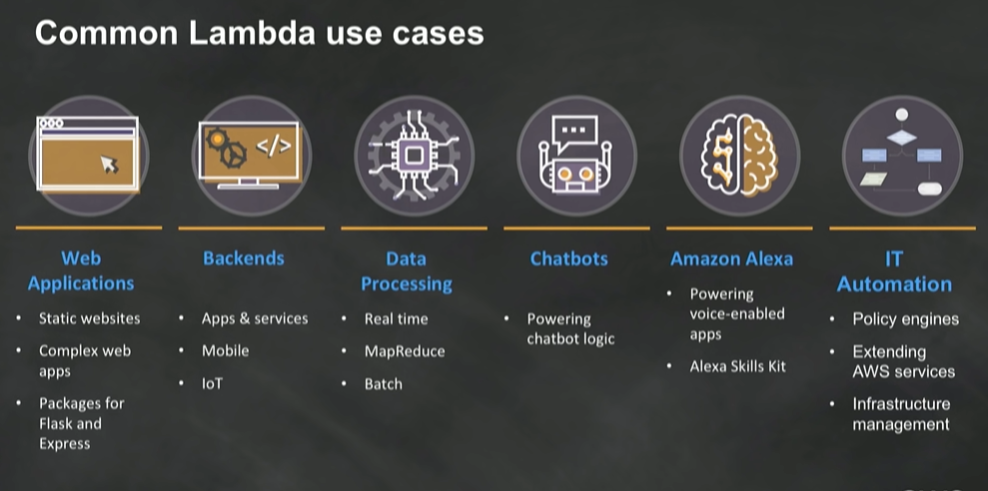 Common Lambda use cases
</>
Web
Applications
• Static websites
• Complex web
apps
• Packages for
Flask and
Express
Backends
• Apps & services
• Mobile
• IoT
Data
Processing
• Real time
• MapReduce
• Batch
Chatbots
• Powering
chatbot logic
Amazon Alexa
• Powering
voice-enabled
apps
• Alexa Skills Kit
IT
Automation
• Policy engines
• Extending
AWS services
• Infrastructure
management